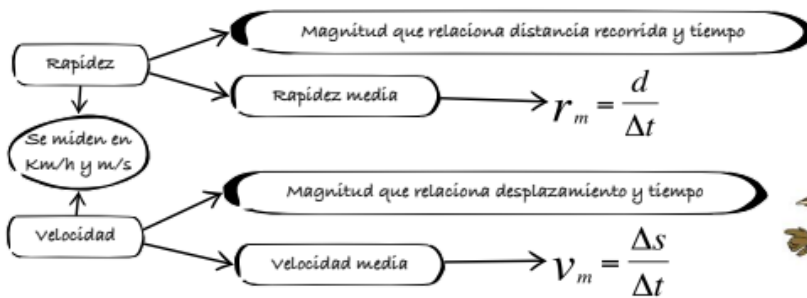 Magnitud que relaciona distancia recorrida y tiempo
Rapidez
Rapidez media
r_m = d / Δt
Se miden en
Km/h y m/s
Magnitud que relaciona desplazamiento y tiempo
Velocidad
Velocidad media
v_m = Δs / Δt